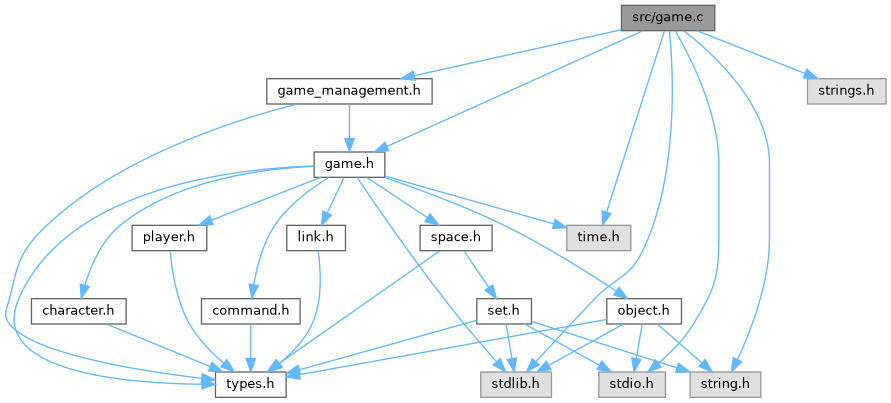 src/game.c
game_management.h
strings.h
game.h
player.h
link.h
space.h
time.h
character.h
command.h
set.h
object.h
types.h
stdlib.h
stdio.h
string.h